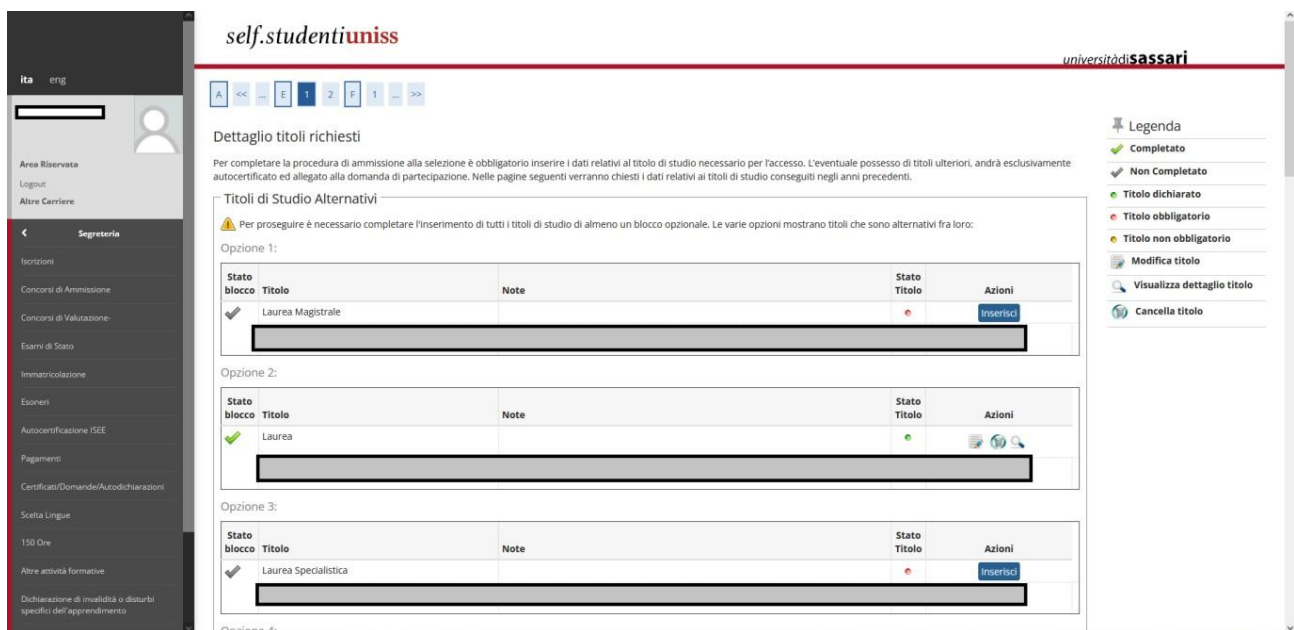 self.studentiuniss
universitàdisassari
ita eng
A << ... E 1 2 F 1 ... >>
Area Riservata
Logout
Altre Carriere
Segreteria
Iscrizioni
Concorsi di Ammissione
Concorsi di Valutazione-
Esami di Stato
Immatricolazione
Esoneri
Autocertificazione ISEE
Pagamenti
Certificati/Domande/Autodichiarazioni
Scelta Lingue
150 Ore
Altre attività formative
Dichiarazione di invalidità o disturbi
specifici dell'apprendimento
Dettaglio titoli richiesti
Per completare la procedura di ammissione alla selezione è obbligatorio inserire i dati relativi al titolo di studio necessario per l'accesso. L'eventuale possesso di titoli ulteriori, andrà esclusivamente
autocertificato ed allegato alla domanda di partecipazione. Nelle pagine seguenti verranno chiesti i dati relativi ai titoli di studio conseguiti negli anni precedenti.
Titoli di Studio Alternativi
Per proseguire è necessario completare l'inserimento di tutti i titoli di studio di almeno un blocco opzionale. Le varie opzioni mostrano titoli che sono alternativi fra loro:
Opzione 1:
Stato blocco Titolo Note Stato Titolo Azioni
Laurea Magistrale Inserisci
Opzione 2:
Stato blocco Titolo Note Stato Titolo Azioni
Laurea
Opzione 3:
Stato blocco Titolo Note Stato Titolo Azioni
Laurea Specialistica Inserisci
Legenda
Completato
Non Completato
Titolo dichiarato
Titolo obbligatorio
Titolo non obbligatorio
Modifica titolo
Visualizza dettaglio titolo
Cancella titolo